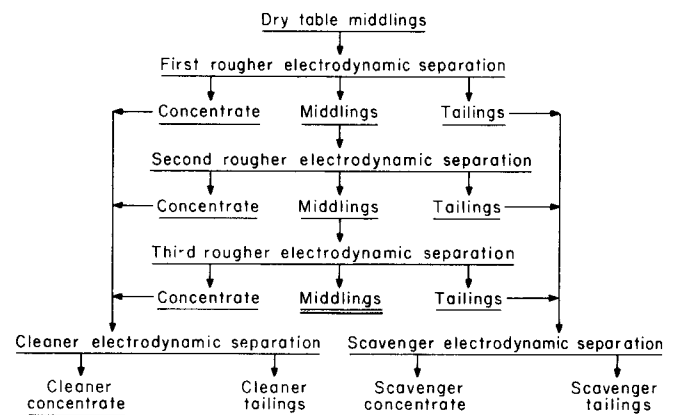 Dry table middlings
First rougher electrodynamic separation
Concentrate Middlings Tailings
Second rougher electrodynamic separation
Concentrate Middlings Tailings
Third rougher electrodynamic separation
Concentrate Middlings Tailings
Cleaner electrodynamic separation Scavenger electrodynamic separation
Cleaner concentrate Cleaner tailings Scavenger concentrate Scavenger tailings